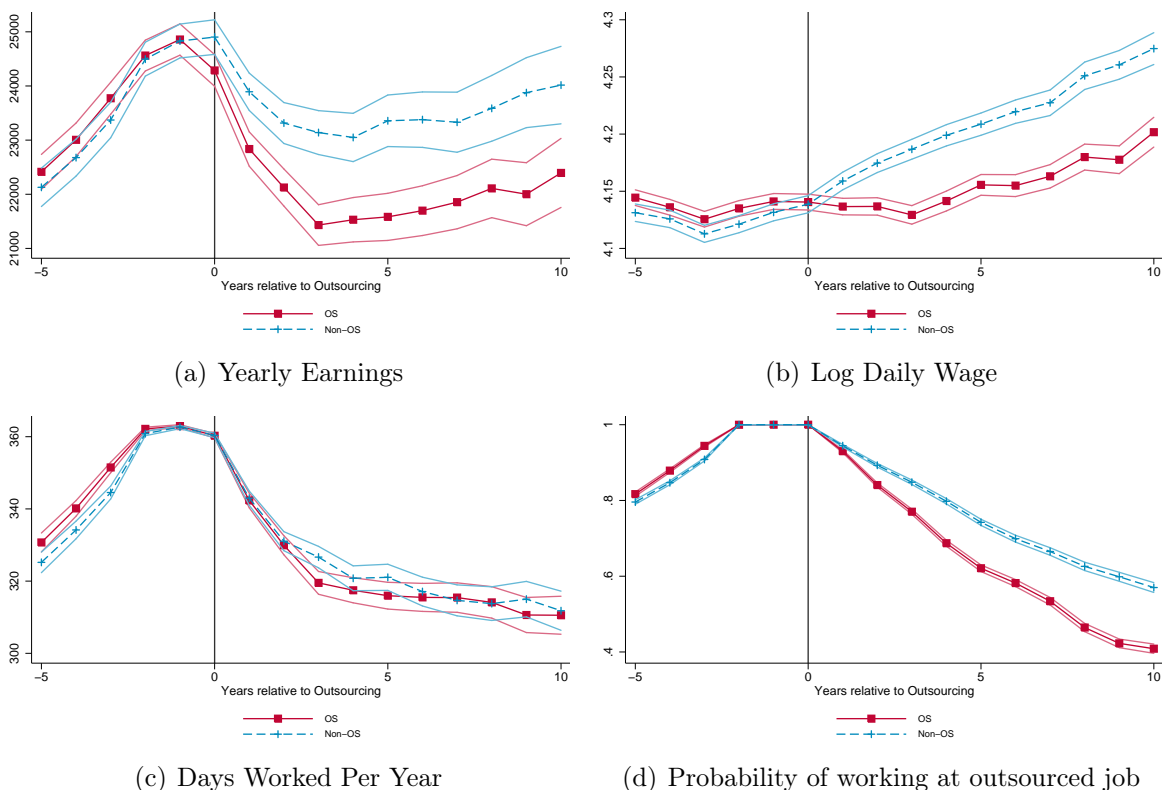 25000
24000
23000
22000
21000
−5 0 5 10
Years relative to Outsourcing
OS
Non−OS
(a) Yearly Earnings
4.3
4.25
4.2
4.15
4.1
−5 0 5 10
Years relative to Outsourcing
OS
Non−OS
(b) Log Daily Wage
360
340
320
300
−5 0 5 10
Years relative to Outsourcing
OS
Non−OS
(c) Days Worked Per Year
1
.8
.6
.4
−5 0 5 10
Years relative to Outsourcing
OS
Non−OS
(d) Probability of working at outsourced job